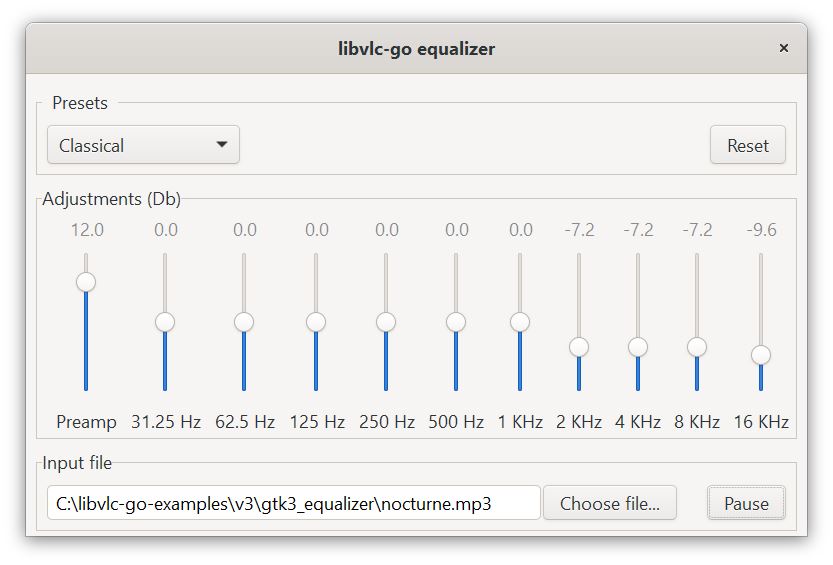 libvlc-go equalizer ×
Presets
Classical Reset
Adjustments (Db)
12.0 0.0 0.0 0.0 0.0 0.0 0.0 -7.2 -7.2 -7.2 -9.6
Preamp 31.25 Hz 62.5 Hz 125 Hz 250 Hz 500 Hz 1 KHz 2 KHz 4 KHz 8 KHz 16 KHz
Input file
C:\libvlc-go-examples\v3\gtk3_equalizer\nocturne.mp3 Choose file... Pause